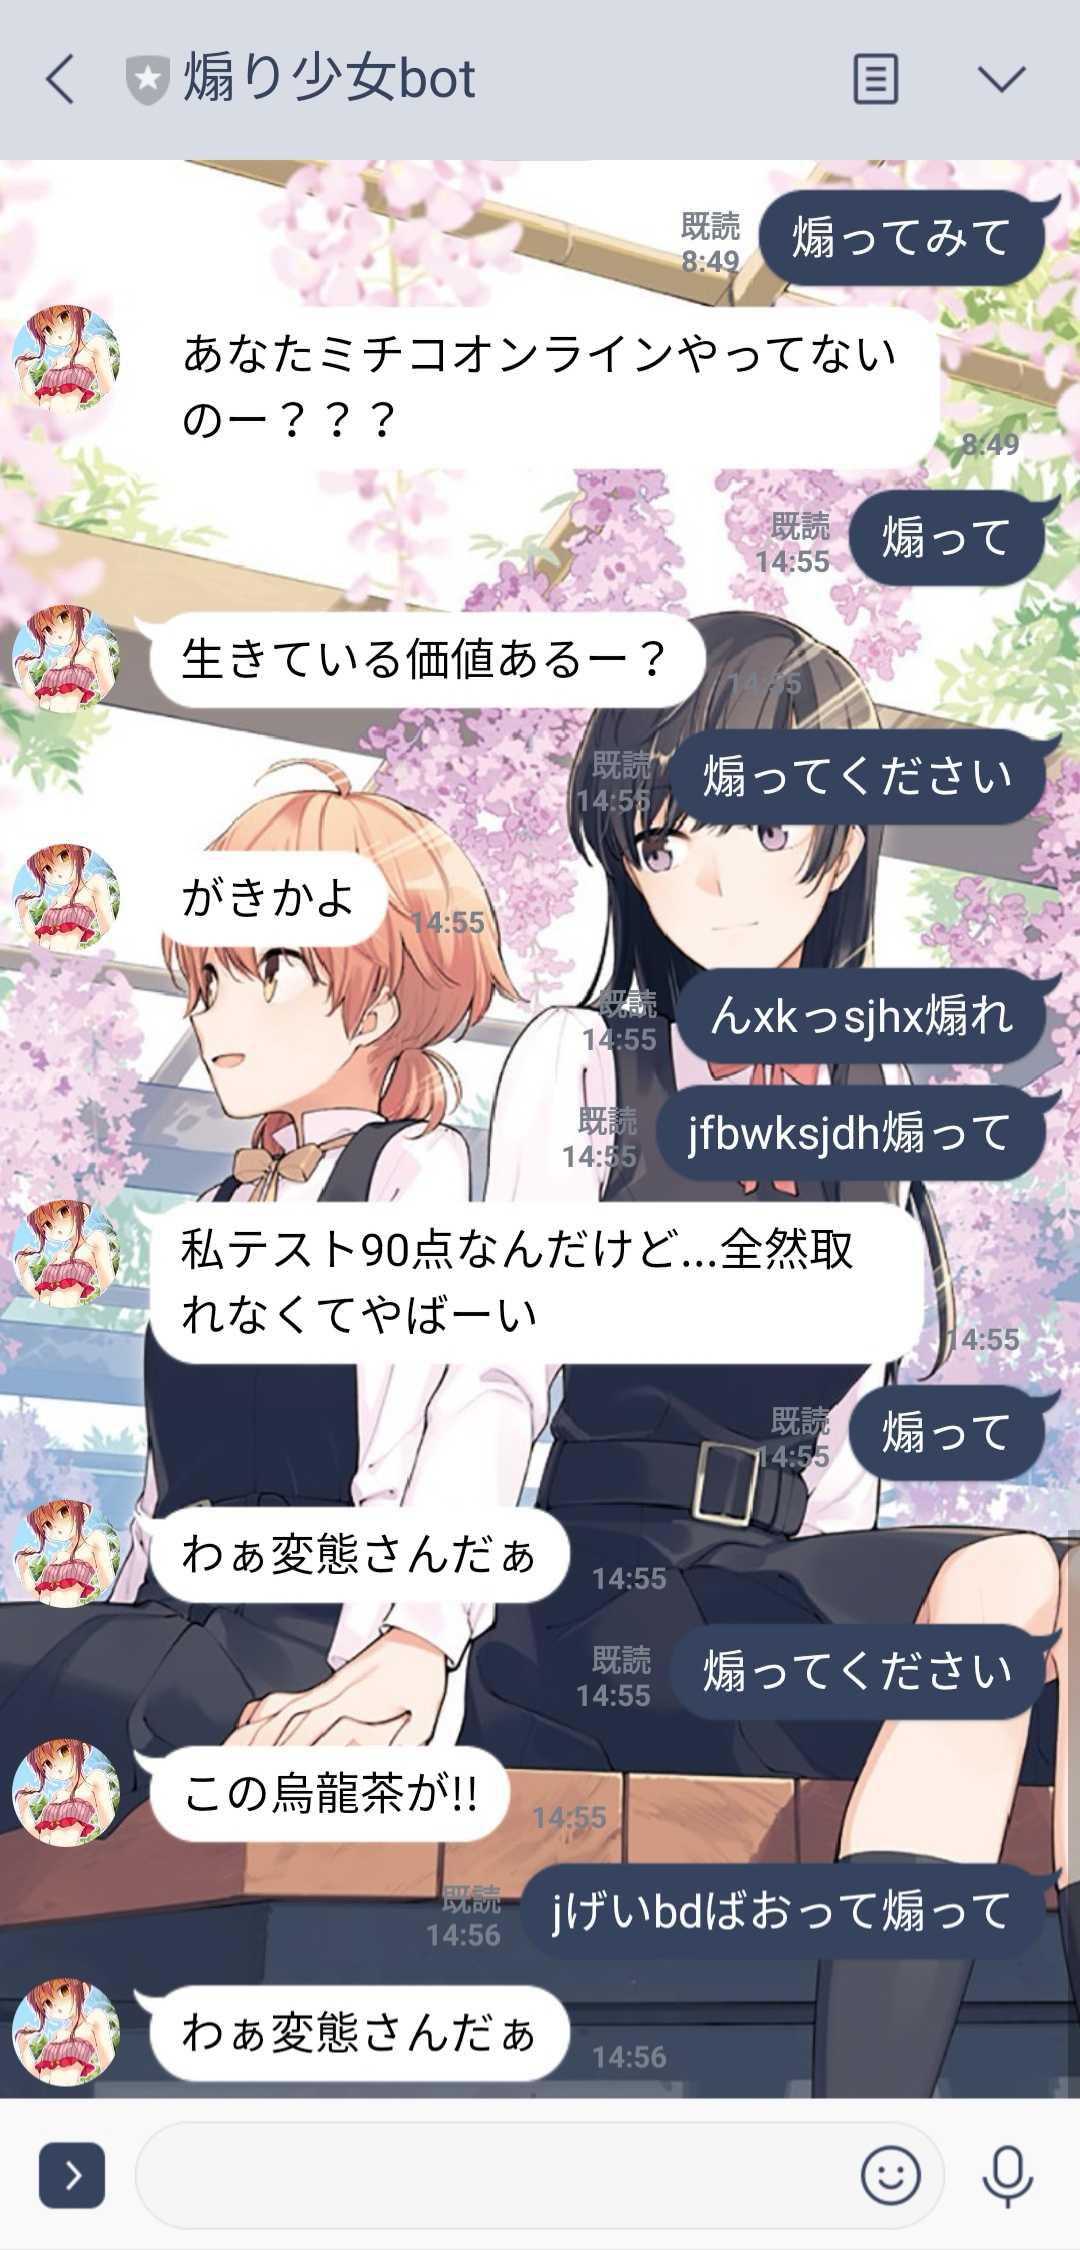 煽り少女bot
煽ってみて
既読
8:49
あなたミチコオンラインやってない
のー？？？
8:49
煽って
既読
14:55
生きている価値あるー？
14:55
煽ってください
既読
14:55
がきかよ
14:55
んxkっsjhx煽れ
既読
14:55
jfbwksjdh煽って
既読
14:55
私テスト90点なんだけど...全然取
れなくてやばーい
14:55
煽って
既読
14:55
わぁ変態さんだぁ
14:55
煽ってください
既読
14:55
この烏龍茶が!!
14:55
jげいbdばおって煽って
既読
14:56
わぁ変態さんだぁ
14:56